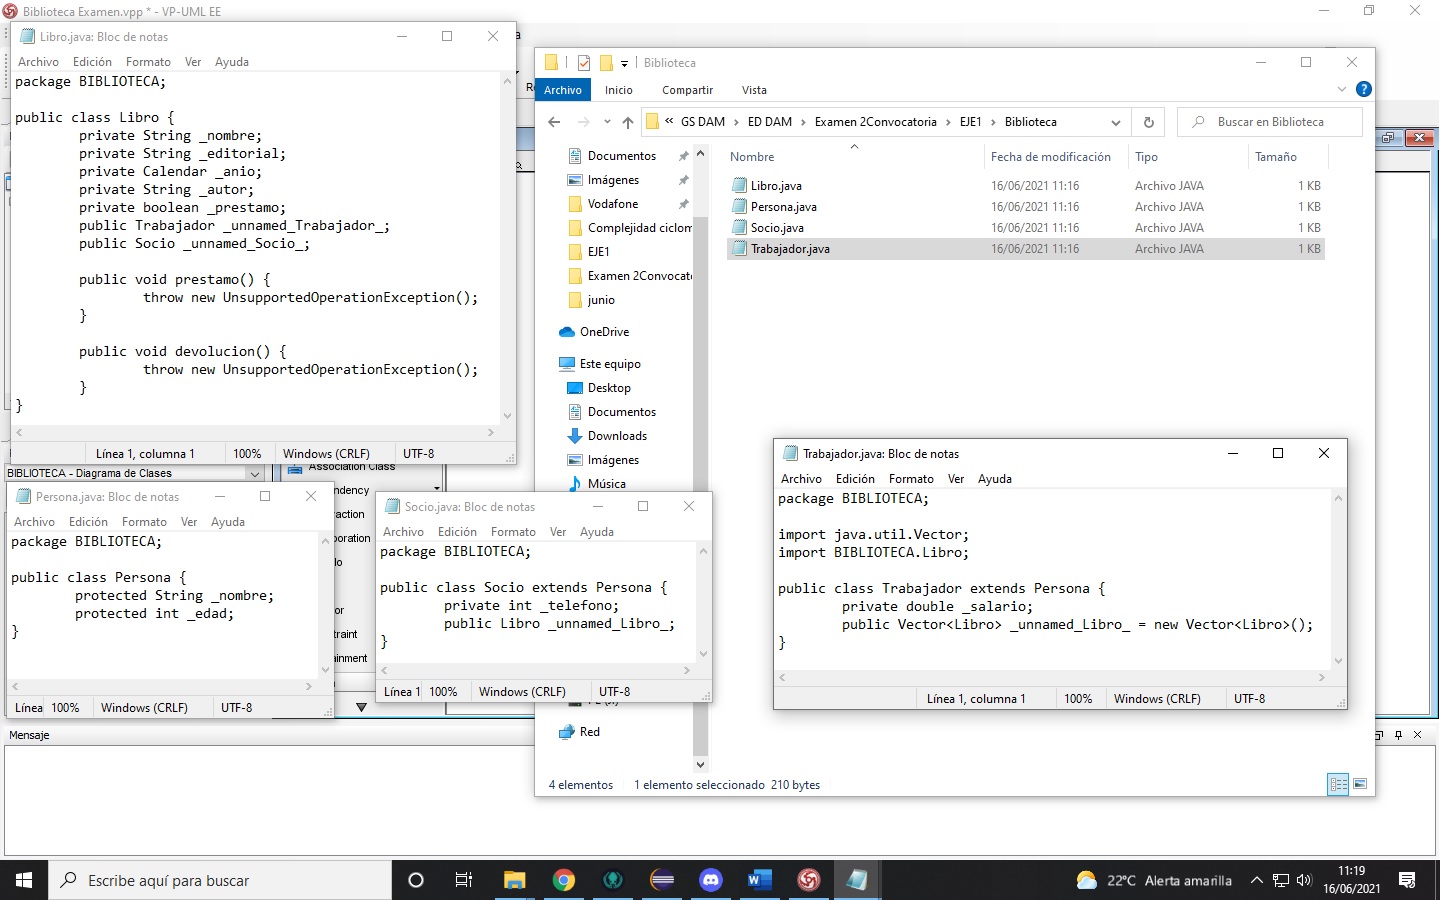 Biblioteca Examen.vpp * - VP-UML EE
Libro.java: Bloc de notas
Archivo Edición Formato Ver Ayuda
package BIBLIOTECA;
public class Libro {
private String _nombre;
private String _editorial;
private Calendar _anio;
private String _autor;
private boolean _prestamo;
public Trabajador _unnamed_Trabajador_;
public Socio _unnamed_Socio_;
public void prestamo() {
throw new UnsupportedOperationException();
}
public void devolucion() {
throw new UnsupportedOperationException();
}
}
Línea 1, columna 1 100% Windows (CRLF) UTF-8
Biblioteca
Archivo Inicio Compartir Vista
« GS DAM > ED DAM > Examen 2Convocatoria > EJE1 > Biblioteca
Buscar en Biblioteca
Documentos
Imágenes
Vodafone
Complejidad ciclom
EJE1
Examen 2Convocat
junio
OneDrive
Este equipo
Desktop
Documentos
Downloads
Imágenes
Música
Red
Nombre Fecha de modificación Tipo Tamaño
Libro.java 16/06/2021 11:16 Archivo JAVA 1 KB
Persona.java 16/06/2021 11:16 Archivo JAVA 1 KB
Socio.java 16/06/2021 11:16 Archivo JAVA 1 KB
Trabajador.java 16/06/2021 11:16 Archivo JAVA 1 KB
4 elementos 1 elemento seleccionado 210 bytes
BIBLIOTECA - Diagrama de Clases
Association Class
ndency
raction
oration
lo
or
traint
ainment
Persona.java: Bloc de notas
Archivo Edición Formato Ver Ayuda
package BIBLIOTECA;
public class Persona {
protected String _nombre;
protected int _edad;
}
Línea 100% Windows (CRLF) UTF-8
Socio.java: Bloc de notas
Archivo Edición Formato Ver Ayuda
package BIBLIOTECA;
public class Socio extends Persona {
private int _telefono;
public Libro _unnamed_Libro_;
}
Línea 1 100% Windows (CRLF) UTF-8
Trabajador.java: Bloc de notas
Archivo Edición Formato Ver Ayuda
package BIBLIOTECA;
import java.util.Vector;
import BIBLIOTECA.Libro;
public class Trabajador extends Persona {
private double _salario;
public Vector<Libro> _unnamed_Libro_ = new Vector<Libro>();
}
Línea 1, columna 1 100% Windows (CRLF) UTF-8
Mensaje
Escribe aquí para buscar
22°C Alerta amarilla
11:19
16/06/2021